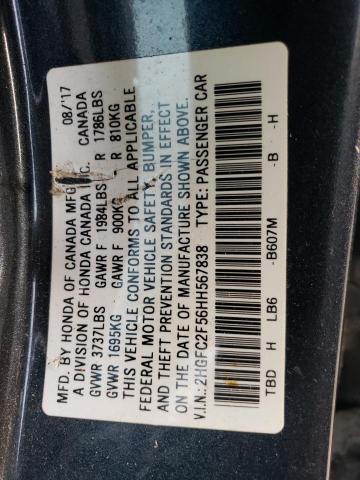 MFD. BY HONDA OF CANADA MFG. 08/'17
A DIVISION OF HONDA CANADA INC. CANADA
GVWR 3737LBS GAWR F 1984LBS R 1786LBS
GVWR 1695KG GAWR F 900KG R 810KG
THIS VEHICLE CONFORMS TO ALL APPLICABLE
FEDERAL MOTOR VEHICLE SAFETY, BUMPER,
AND THEFT PREVENTION STANDARDS IN EFFECT
ON THE DATE OF MANUFACTURE SHOWN ABOVE.
V.I.N.: 2HGFC2F56HH567838 TYPE: PASSENGER CAR
TBD H LB6 -B607M -B -H